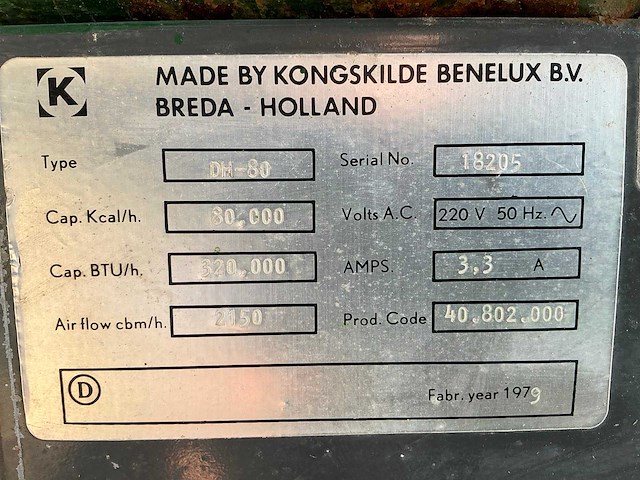 K MADE BY KONGSKILDE BENELUX B.V.
BREDA - HOLLAND
Type DH-80 Serial No. 18205
Cap. Kcal/h. 80,000 Volts A.C. 220 V 50 Hz.
Cap. BTU/h. 320,000 AMPS. 3,3 A
Air flow cbm/h. 2150 Prod. Code 40.802.000
D Fabr. year 1979